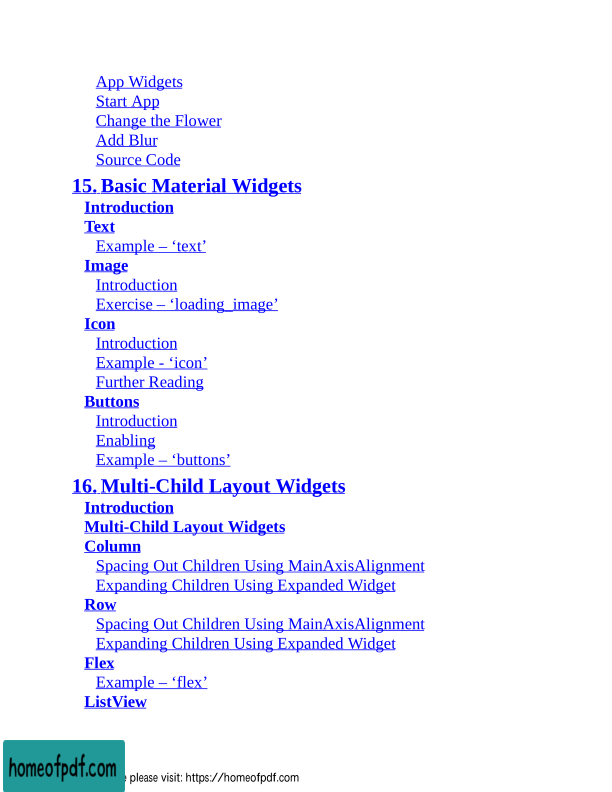 App Widgets
Start App
Change the Flower
Add Blur
Source Code
15. Basic Material Widgets
Introduction
Text
Example – ‘text’
Image
Introduction
Exercise – ‘loading_image’
Icon
Introduction
Example - ‘icon’
Further Reading
Buttons
Introduction
Enabling
Example – ‘buttons’
16. Multi-Child Layout Widgets
Introduction
Multi-Child Layout Widgets
Column
Spacing Out Children Using MainAxisAlignment
Expanding Children Using Expanded Widget
Row
Spacing Out Children Using MainAxisAlignment
Expanding Children Using Expanded Widget
Flex
Example – ‘flex’
ListView
homeofpdf.com
please visit: https://homeofpdf.com